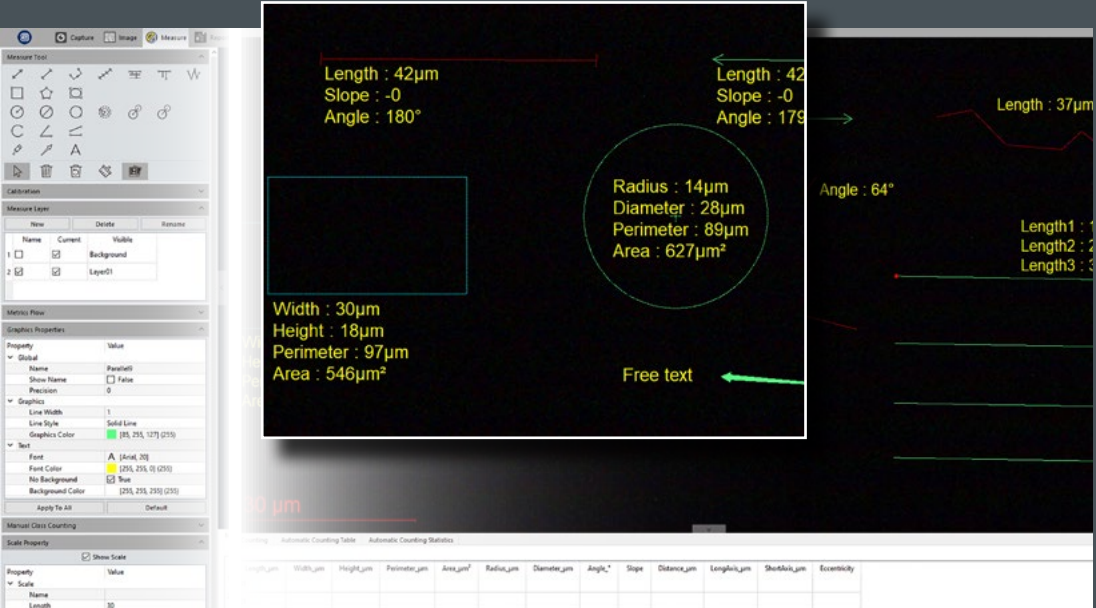 Capture Image Measure
Measure Tool
Calibration
Measure Layer
New Delete Rename
Name Current Visible
1 Background
2 Layer01
Metrics Flow
Graphics Properties
Property Value
Global
Name Parallel9
Show Name False
Precision 0
Graphics
Line Width 1
Line Style Solid Line
Graphics Color [85, 255, 127] (255)
Text
Font A [Arial, 20]
Font Color [255, 255, 0] (255)
No Background True
Background Color [255, 255, 255] (255)
Apply To All Default
Manual Class Counting
Scale Property
Show Scale
Property Value
Scale
Name
Length 30
Length : 42µm
Slope : -0
Angle : 180°
Length : 42
Slope : -0
Angle : 179
Radius : 14µm
Diameter : 28µm
Perimeter : 89µm
Area : 627µm²
Width : 30µm
Height : 18µm
Perimeter : 97µm
Area : 546µm²
Free text
Length : 37µm
Angle : 64°
Length1 : 1
Length2 : 2
Length3 : 3
µm
Automatic Counting Table Automatic Counting Statistics
Width_µm Height_µm Perimeter_µm Area_µm² Radius_µm Diameter_µm Angle_° Slope Distance_µm LongAxis_µm ShortAxis_µm Eccentricity